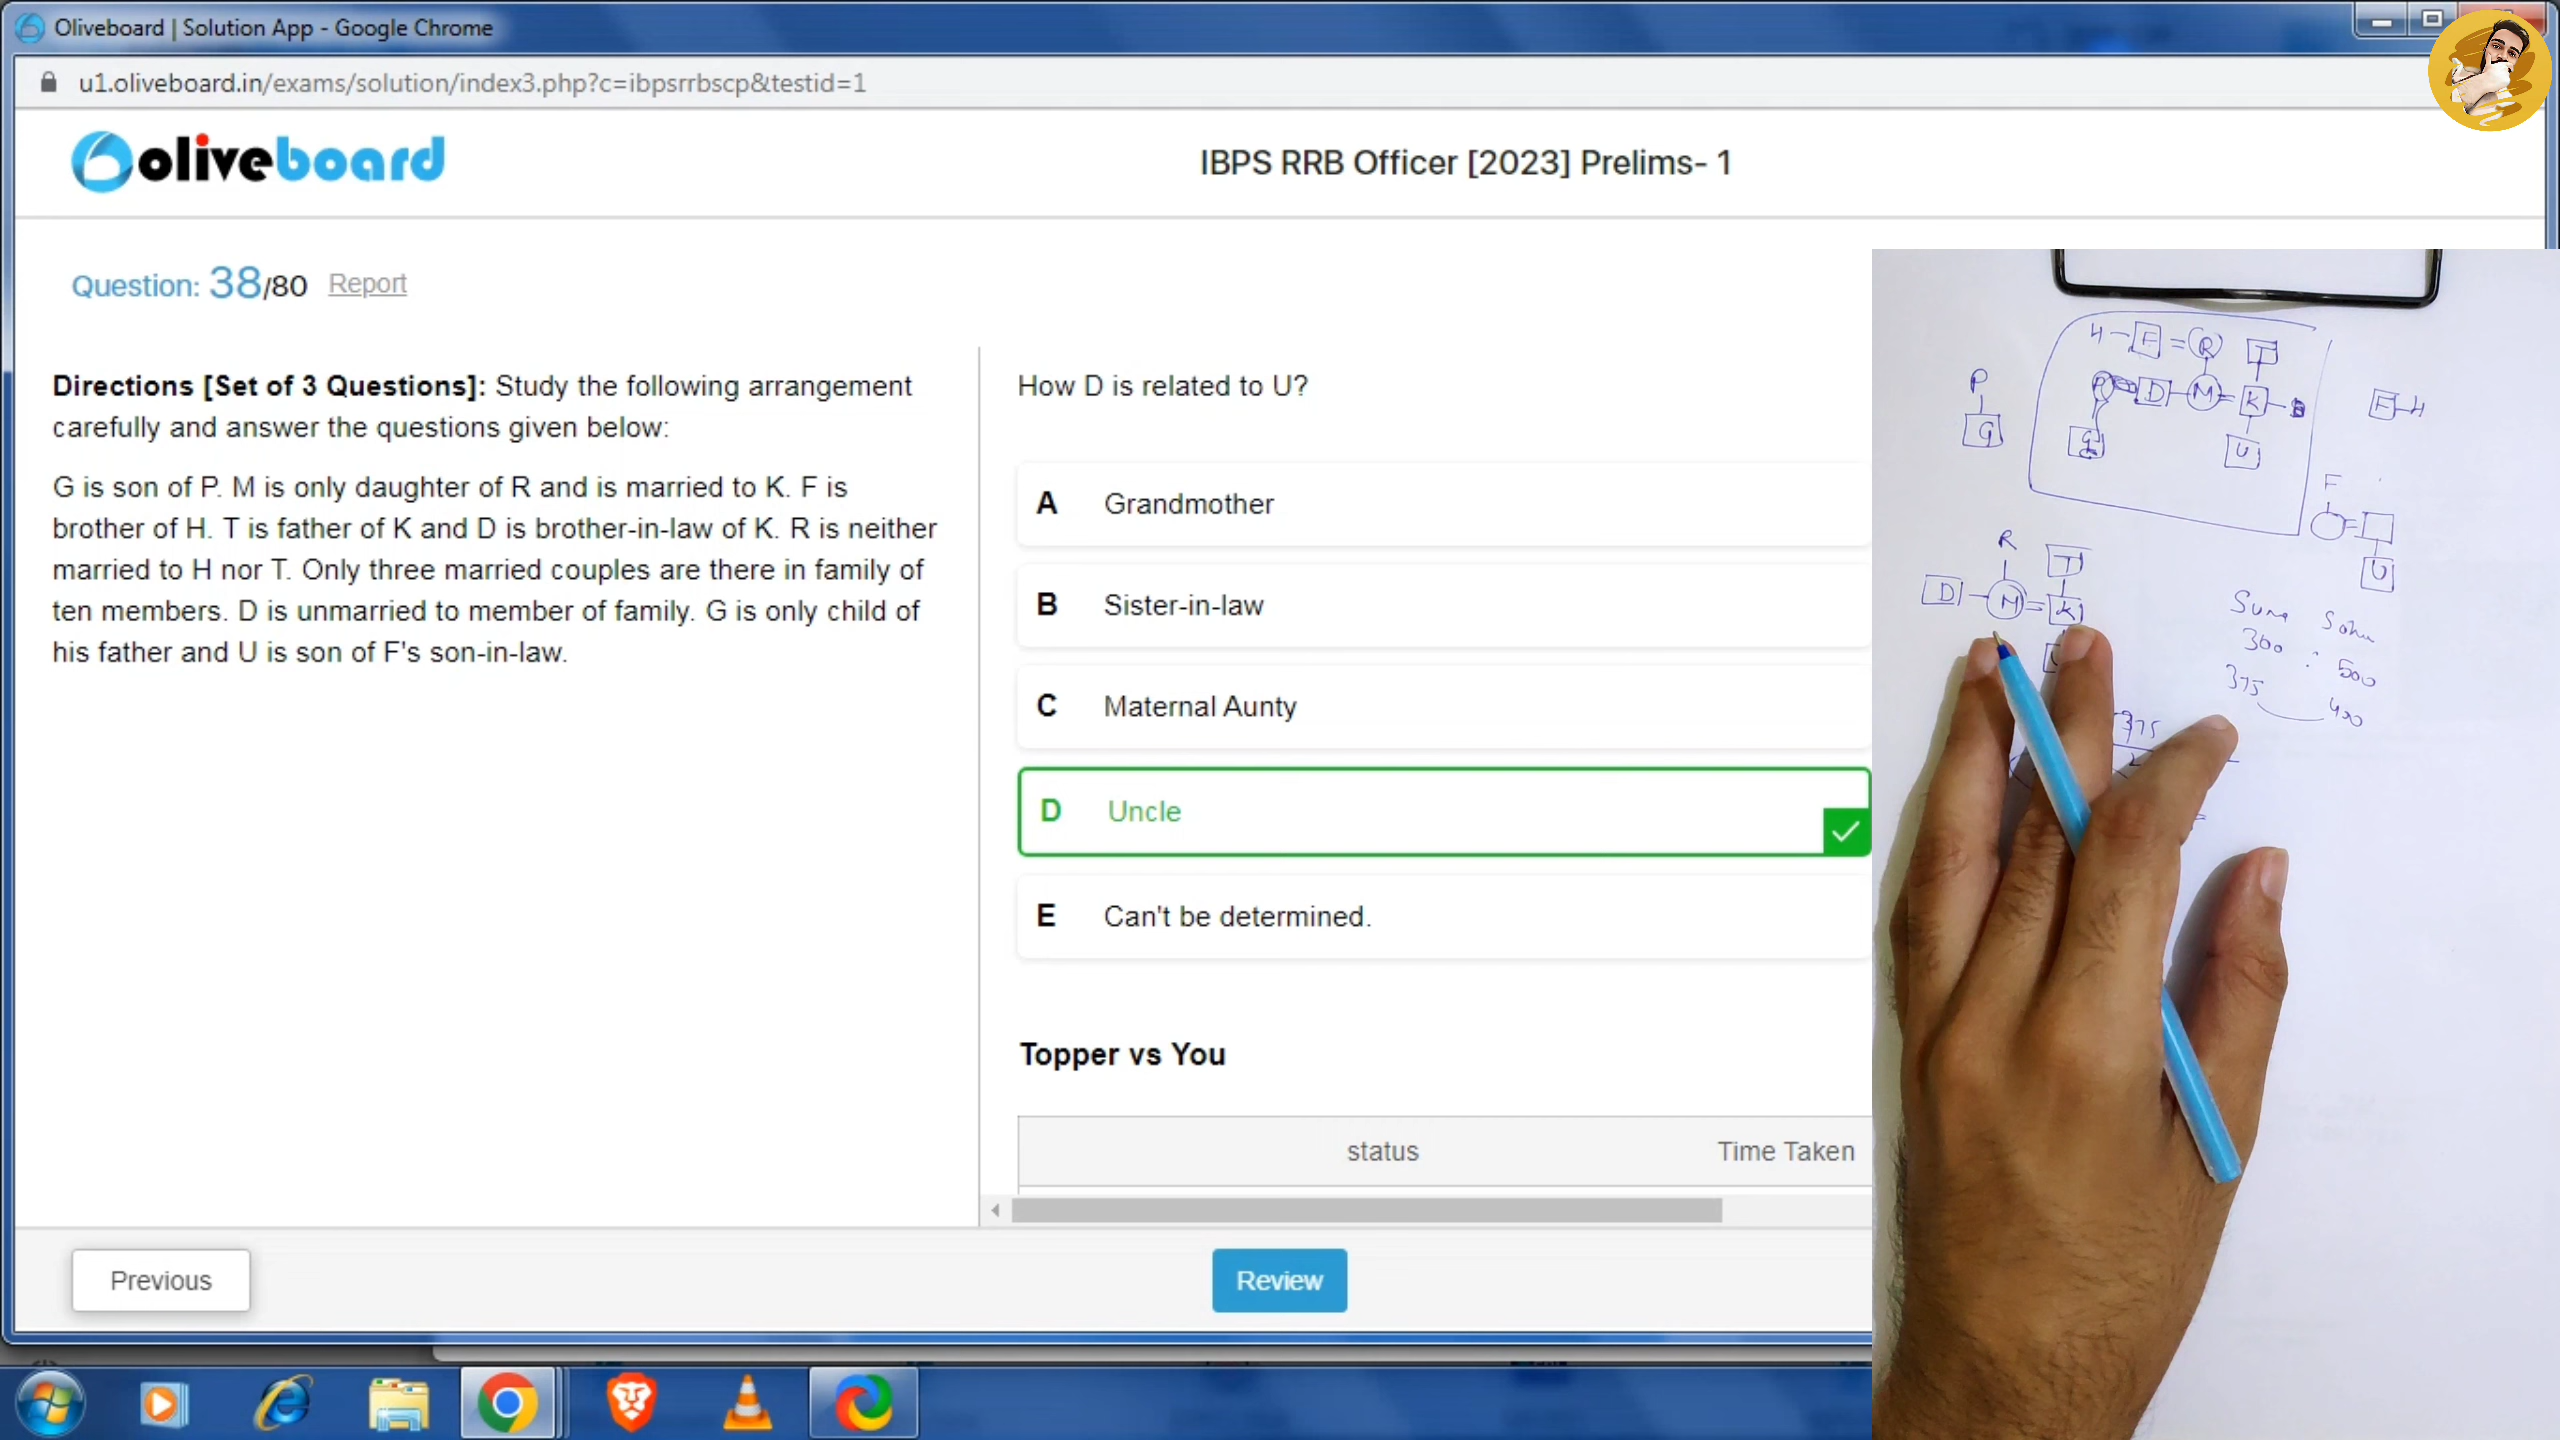 Oliveboard | Solution App - Google Chrome
u1.oliveboard.in/exams/solution/index3.php?c=ibpsrrbscp&testid=1
oliveboard
IBPS RRB Officer [2023] Prelims- 1
Question: 38/80 Report
Directions [Set of 3 Questions]: Study the following arrangement
carefully and answer the questions given below:
G is son of P. M is only daughter of R and is married to K. F is
brother of H. T is father of K and D is brother-in-law of K. R is neither
married to H nor T. Only three married couples are there in family of
ten members. D is unmarried to member of family. G is only child of
his father and U is son of F's son-in-law.
How D is related to U?
A Grandmother
B Sister-in-law
C Maternal Aunty
D Uncle
E Can't be determined.
Topper vs You
status Time Taken
Previous
Review
H - F = R T
P D - M = K
G U
P
G
F - H
F
U
R T
D - M = K
300 : 500
375 400
375